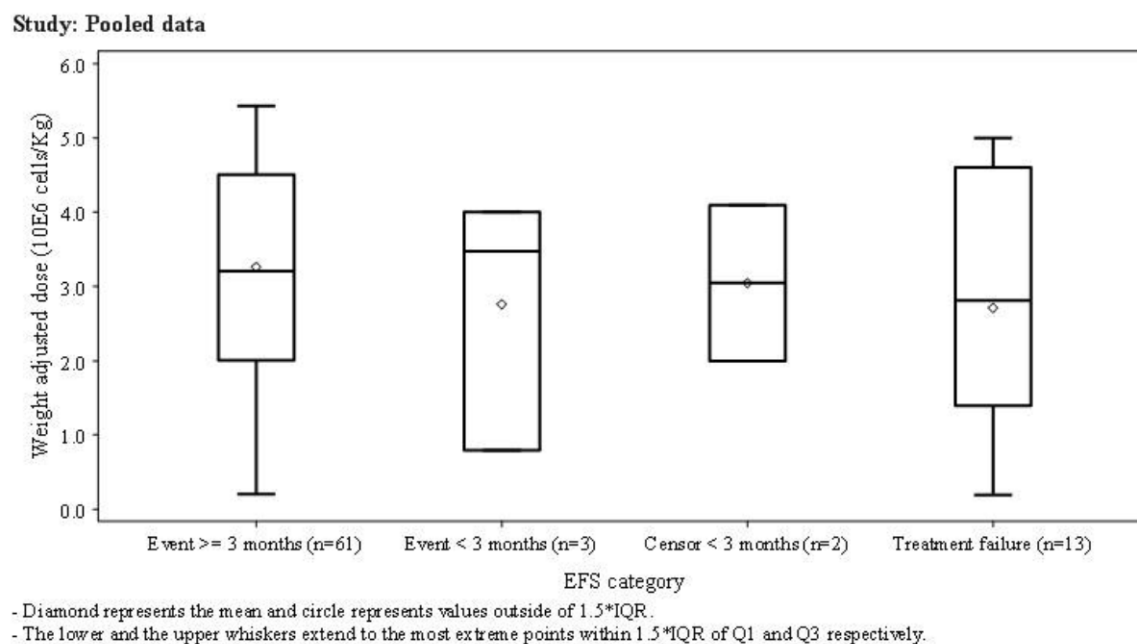 Study: Pooled data
Weight adjusted dose (10E6 cells/Kg)
6.0
5.0
4.0
3.0
2.0
1.0
0.0
Event >= 3 months (n=61) Event < 3 months (n=3) Censor < 3 months (n=2) Treatment failure (n=13)
EFS category
- Diamond represents the mean and circle represents values outside of 1.5*IQR.
- The lower and the upper whiskers extend to the most extreme points within 1.5*IQR of Q1 and Q3 respectively.